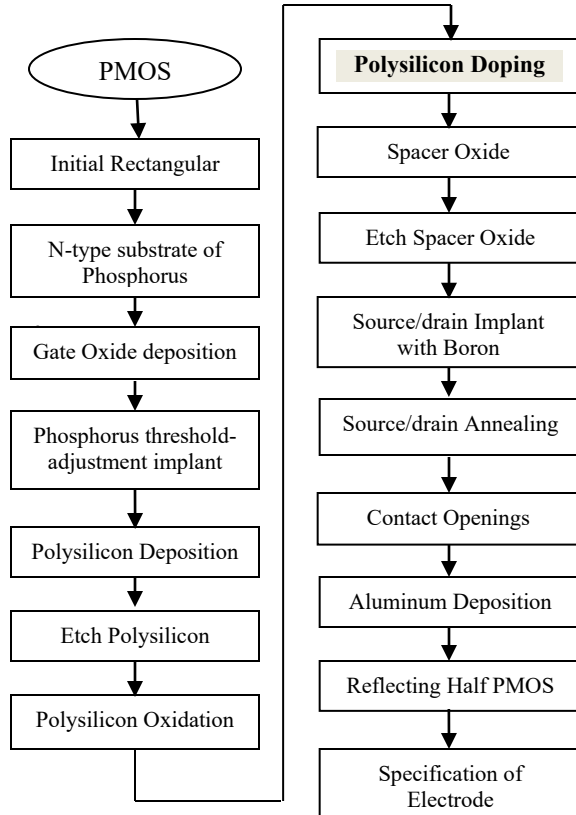 PMOS
Initial Rectangular
N-type substrate of
Phosphorus
Gate Oxide deposition
Phosphorus threshold-
adjustment implant
Polysilicon Deposition
Etch Polysilicon
Polysilicon Oxidation
Polysilicon Doping
Spacer Oxide
Etch Spacer Oxide
Source/drain Implant
with Boron
Source/drain Annealing
Contact Openings
Aluminum Deposition
Reflecting Half PMOS
Specification of
Electrode